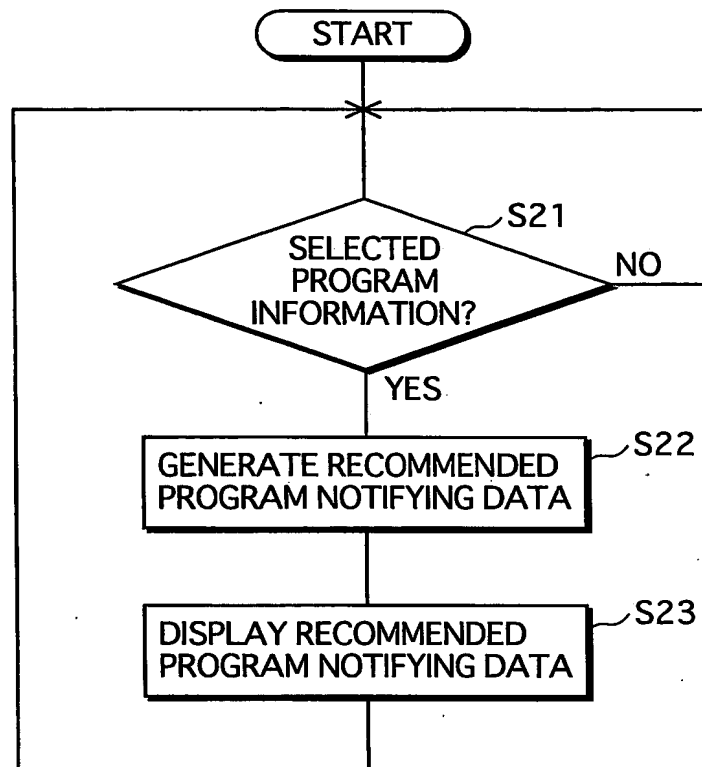 START
S21
SELECTED
PROGRAM
INFORMATION?
NO
YES
S22
GENERATE RECOMMENDED
PROGRAM NOTIFYING DATA
S23
DISPLAY RECOMMENDED
PROGRAM NOTIFYING DATA